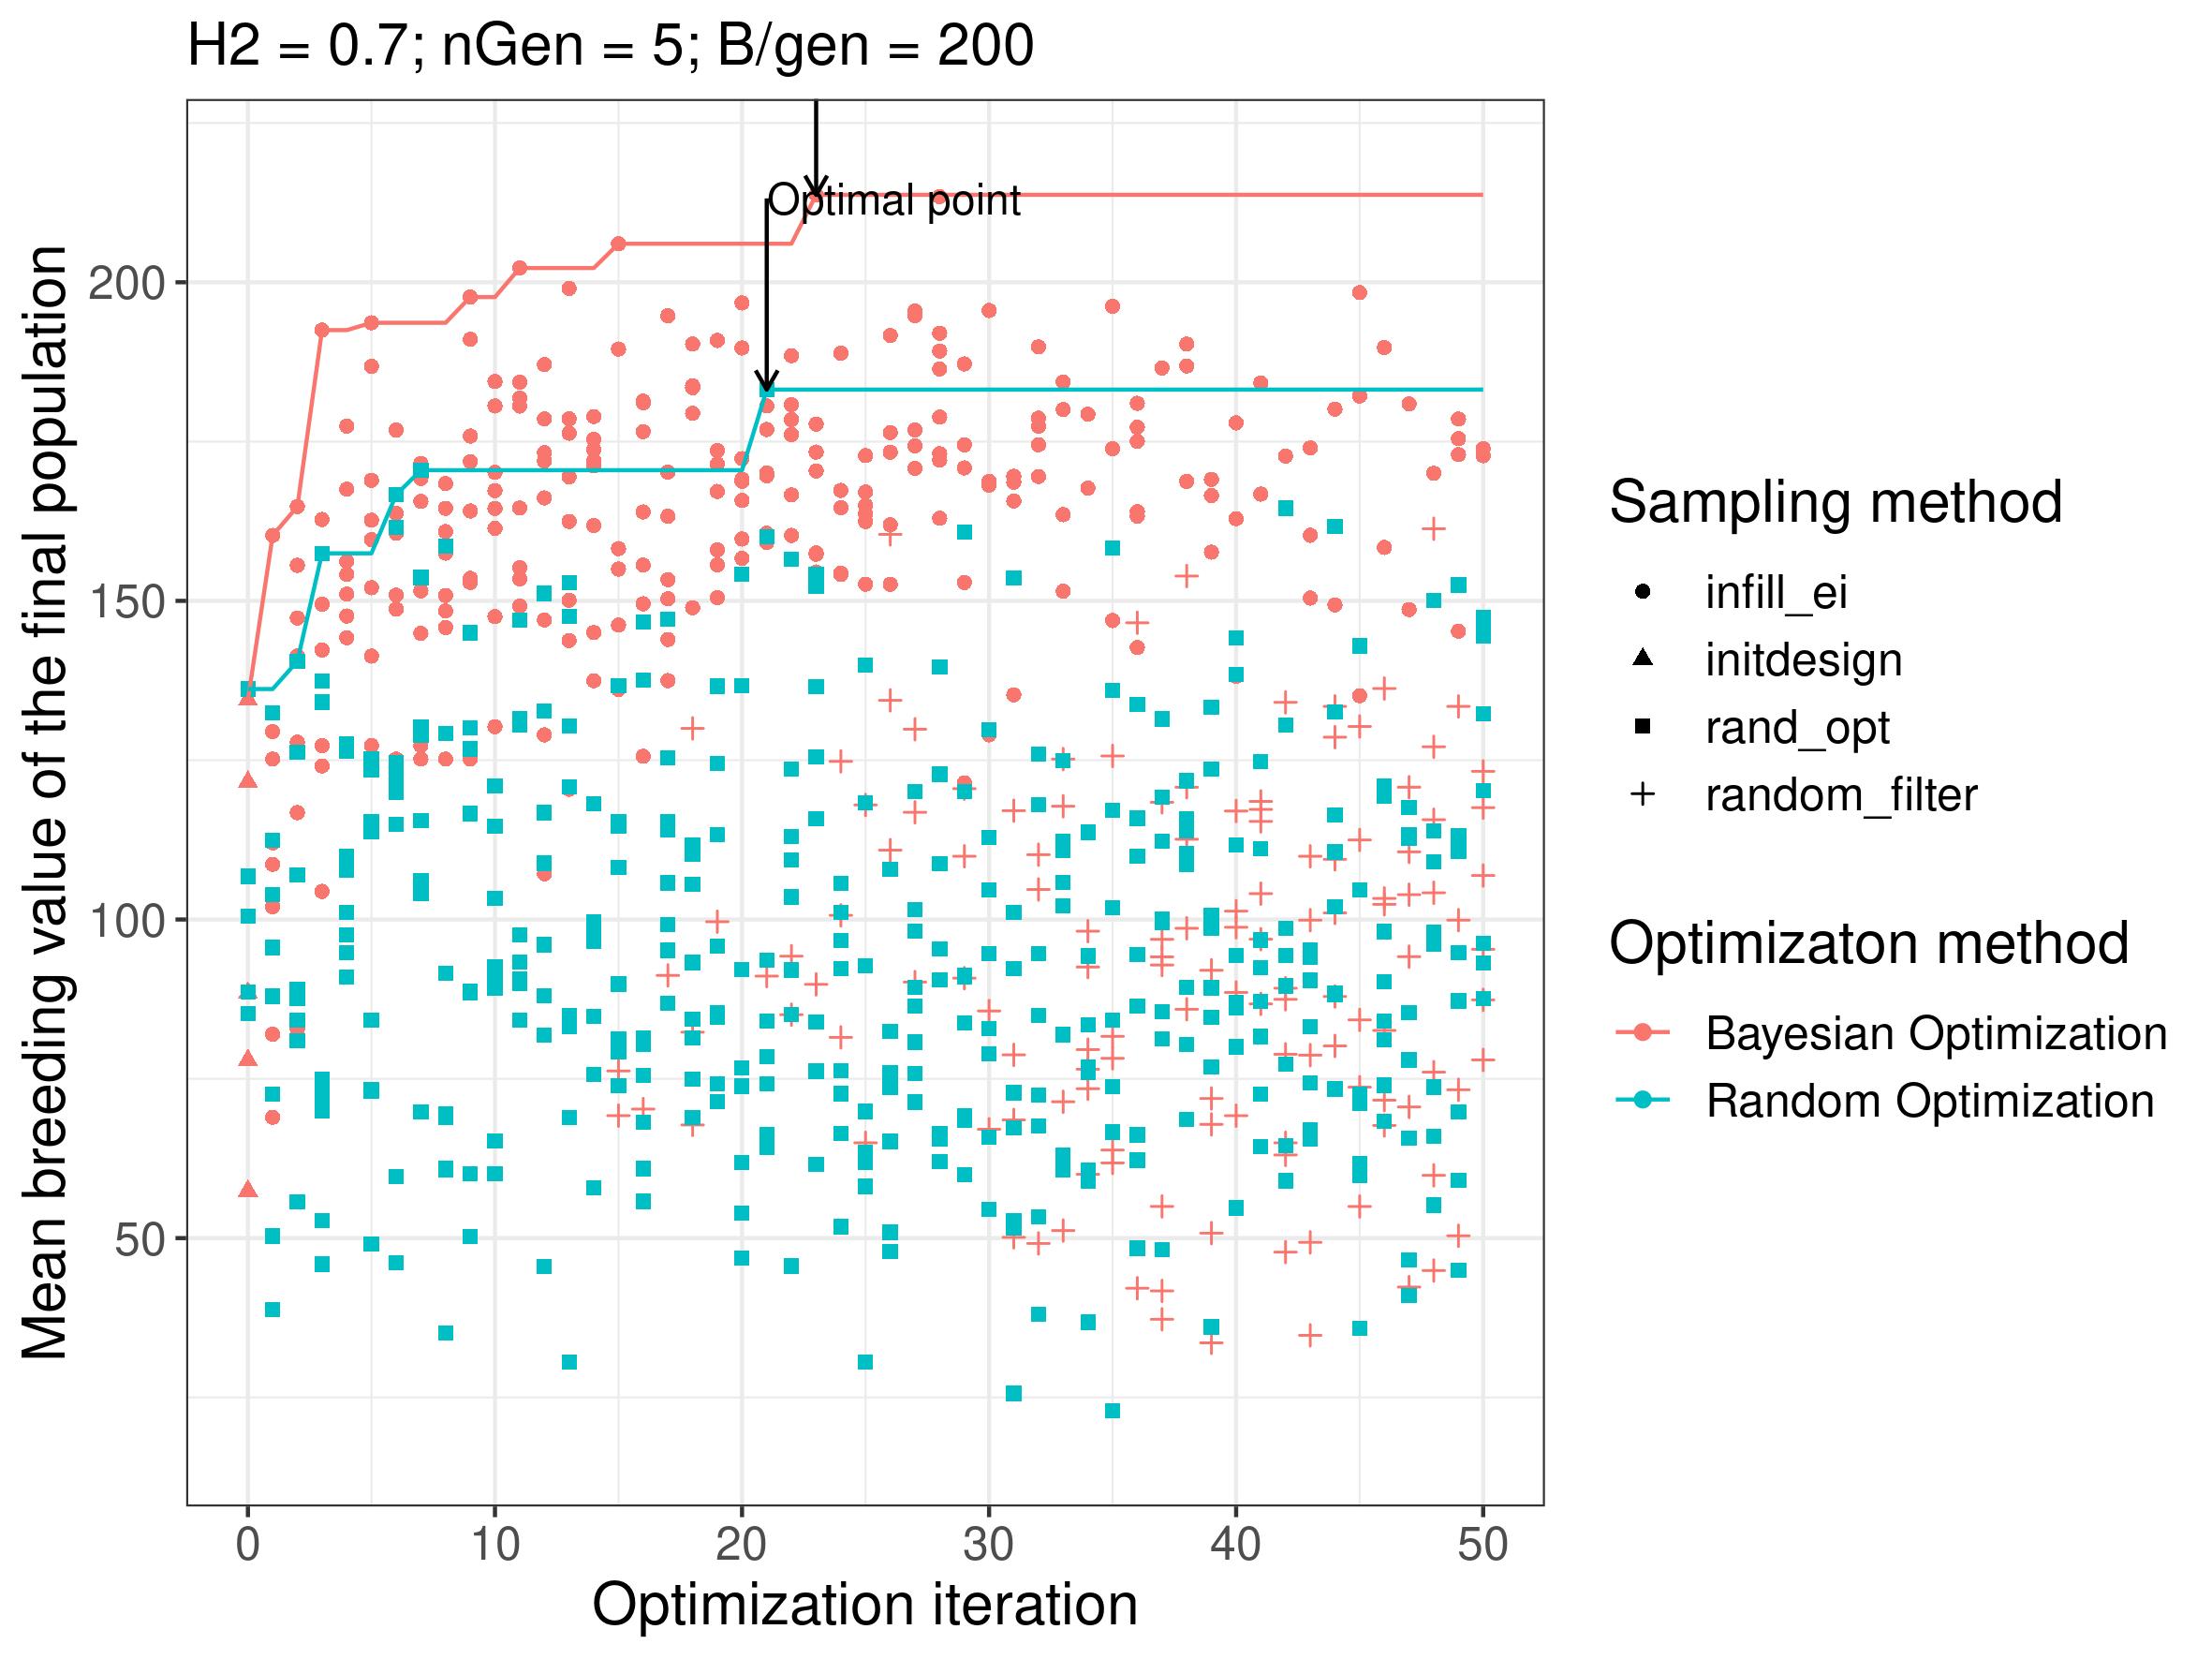 H2 = 0.7; nGen = 5; B/gen = 200
Mean breeding value of the final population
200
150
100
50
Optimal point
0 10 20 30 40 50
Optimization iteration
Sampling method
infill_ei
initdesign
rand_opt
random_filter
Optimizaton method
Bayesian Optimization
Random Optimization